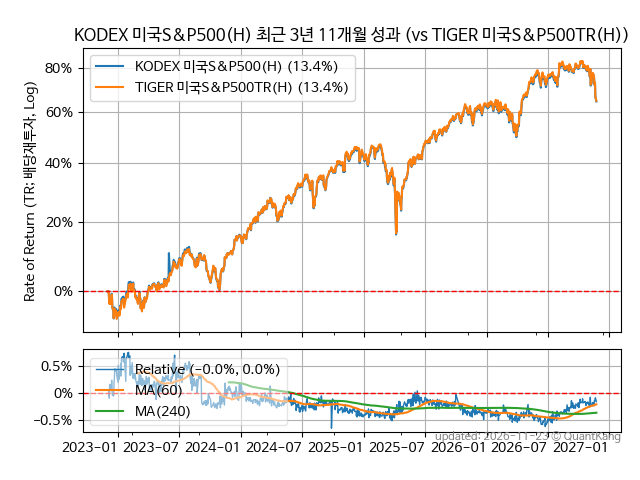 KODEX 미국S&P500(H) 최근 3년 11개월 성과 (vs TIGER 미국S&P500TR(H))
Rate of Return (TR: 배당재투자, Log)
80%
60%
40%
20%
0%
KODEX 미국S&P500(H) (13.4%)
TIGER 미국S&P500TR(H) (13.4%)
0.5%
0.0%
−0.5%
Relative (−0.0%, 0.0%)
MA(60)
MA(240)
2023-01 2023-07 2024-01 2024-07 2025-01 2025-07 2026-01 2026-07 2027-01
updated: 2026-11-23 © QuantKang